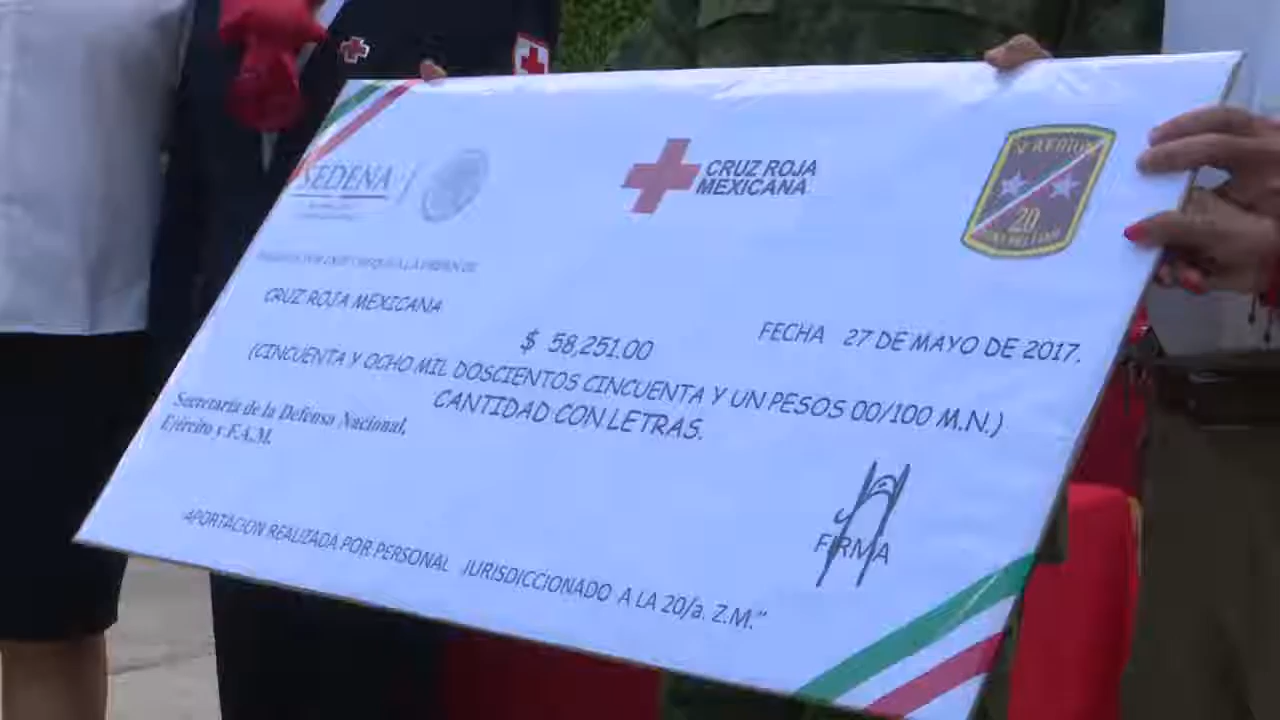 SEDENA
CRUZ ROJA
MEXICANA
20
CRUZ ROJA MEXICANA
$ 58,251.00
FECHA 27 DE MAYO DE 2017.
(CINCUENTA Y OCHO MIL DOSCIENTOS CINCUENTA Y UN PESOS 00/100 M.N.)
CANTIDAD CON LETRAS.
Secretaría de la Defensa Nacional,
Ejército y F.A.M.
FIRMA
APORTACION REALIZADA POR PERSONAL JURISDICCIONADO A LA 20/a. Z.M."